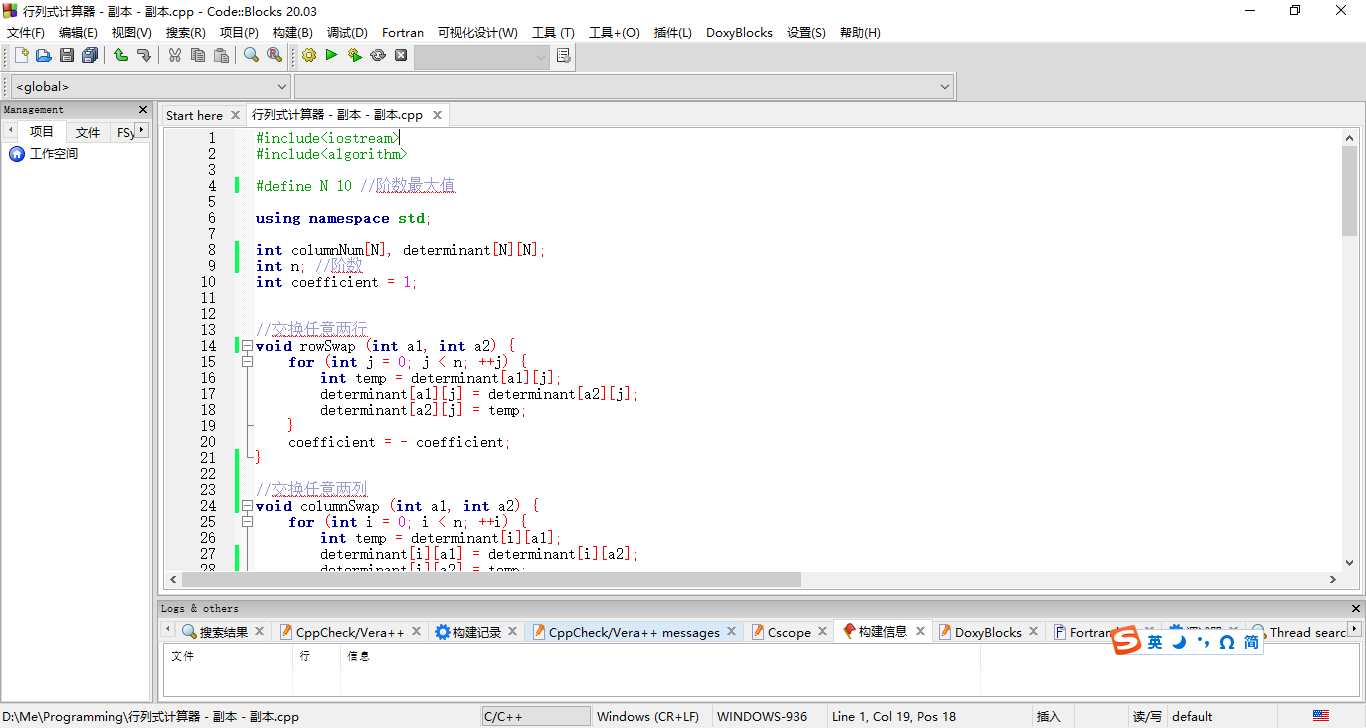 行列式计算器 - 副本 - 副本.cpp - Code::Blocks 20.03
文件(F) 编辑(E) 视图(V) 搜索(R) 项目(P) 构建(B) 调试(D) Fortran 可视化设计(W) 工具 (T) 工具+(O) 插件(L) DoxyBlocks 设置(S) 帮助(H)
<global>
Management
项目 文件 FSy
工作空间
Start here 行列式计算器 - 副本 - 副本.cpp
1 #include<iostream>
2 #include<algorithm>
3
4 #define N 10 //阶数最大值
5
6 using namespace std;
7
8 int columnNum[N], determinant[N][N];
9 int n; //阶数
10 int coefficient = 1;
11
12
13 //交换任意两行
14 void rowSwap (int a1, int a2) {
15 for (int j = 0; j < n; ++j) {
16 int temp = determinant[a1][j];
17 determinant[a1][j] = determinant[a2][j];
18 determinant[a2][j] = temp;
19 }
20 coefficient = - coefficient;
21 }
22
23 //交换任意两列
24 void columnSwap (int a1, int a2) {
25 for (int i = 0; i < n; ++i) {
26 int temp = determinant[i][a1];
27 determinant[i][a1] = determinant[i][a2];
28 determinant[i][a2] = temp;
Logs & others
搜索结果 CppCheck/Vera++ 构建记录 CppCheck/Vera++ messages Cscope 构建信息 DoxyBlocks Fortran 调试器 Thread searc
英 简
文件 行 信息
D:\Me\Programming\行列式计算器 - 副本 - 副本.cpp C/C++ Windows (CR+LF) WINDOWS-936 Line 1, Col 19, Pos 18 插入 读/写 default